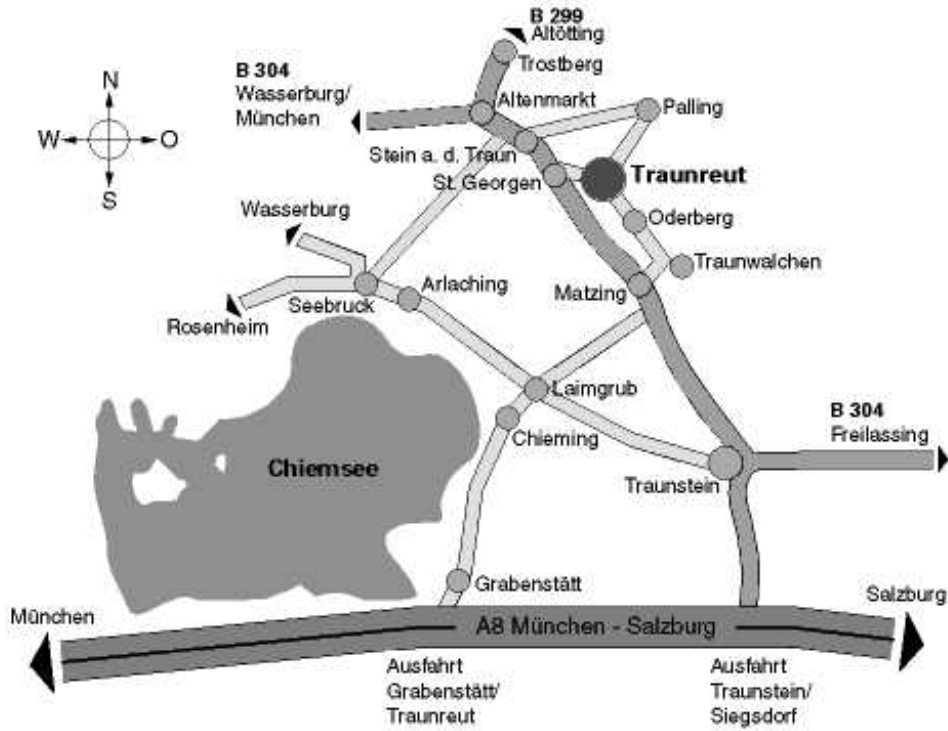 B 299
Altötting
Trostberg
N
W O
S
B 304
Wasserburg/
München
Altenmarkt
Palling
Stein a. d. Traun
St. Georgen
Traunreut
Oderberg
Wasserburg
Traunwalchen
Arlaching
Matzing
Seebruck
Rosenheim
Laimgrub
B 304
Freilassing
Chieming
Chiemsee
Traunstein
Grabenstätt
Salzburg
München
A8 München - Salzburg
Ausfahrt
Grabenstätt/
Traunreut
Ausfahrt
Traunstein/
Siegsdorf